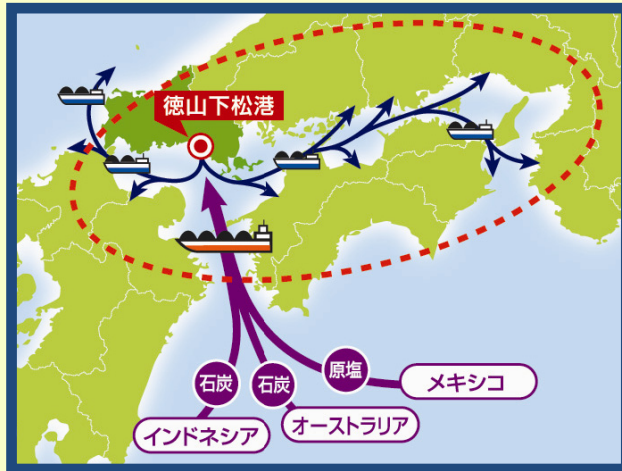 徳山下松港
石炭
石炭
原塩
インドネシア
オーストラリア
メキシコ